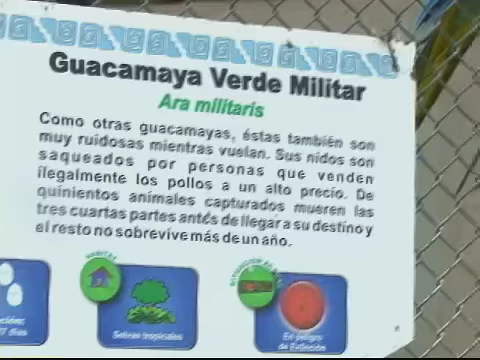 Guacamaya Verde Militar
Ara militaris
Como otras guacamayas, éstas también son
muy ruidosas mientras vuelan. Sus nidos son
saqueados por personas que venden
ilegalmente los pollos a un alto precio. De
quinientos animales capturados mueren las
tres cuartas partes antés de llegar a su destino y
el resto no sobrevive más de un año.
Selvas tropicales
En peligro
de Extinción